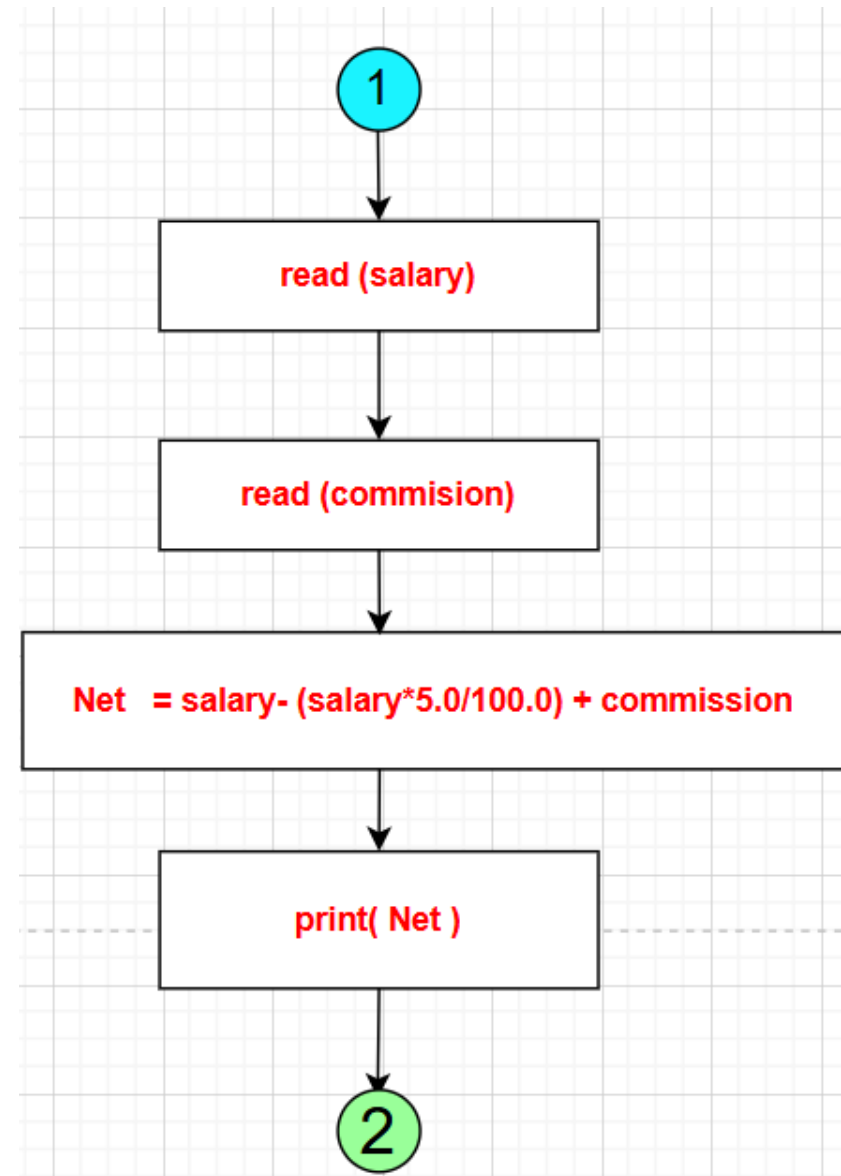 1
read (salary)
read (commision)
Net = salary- (salary*5.0/100.0) + commission
print( Net )
2